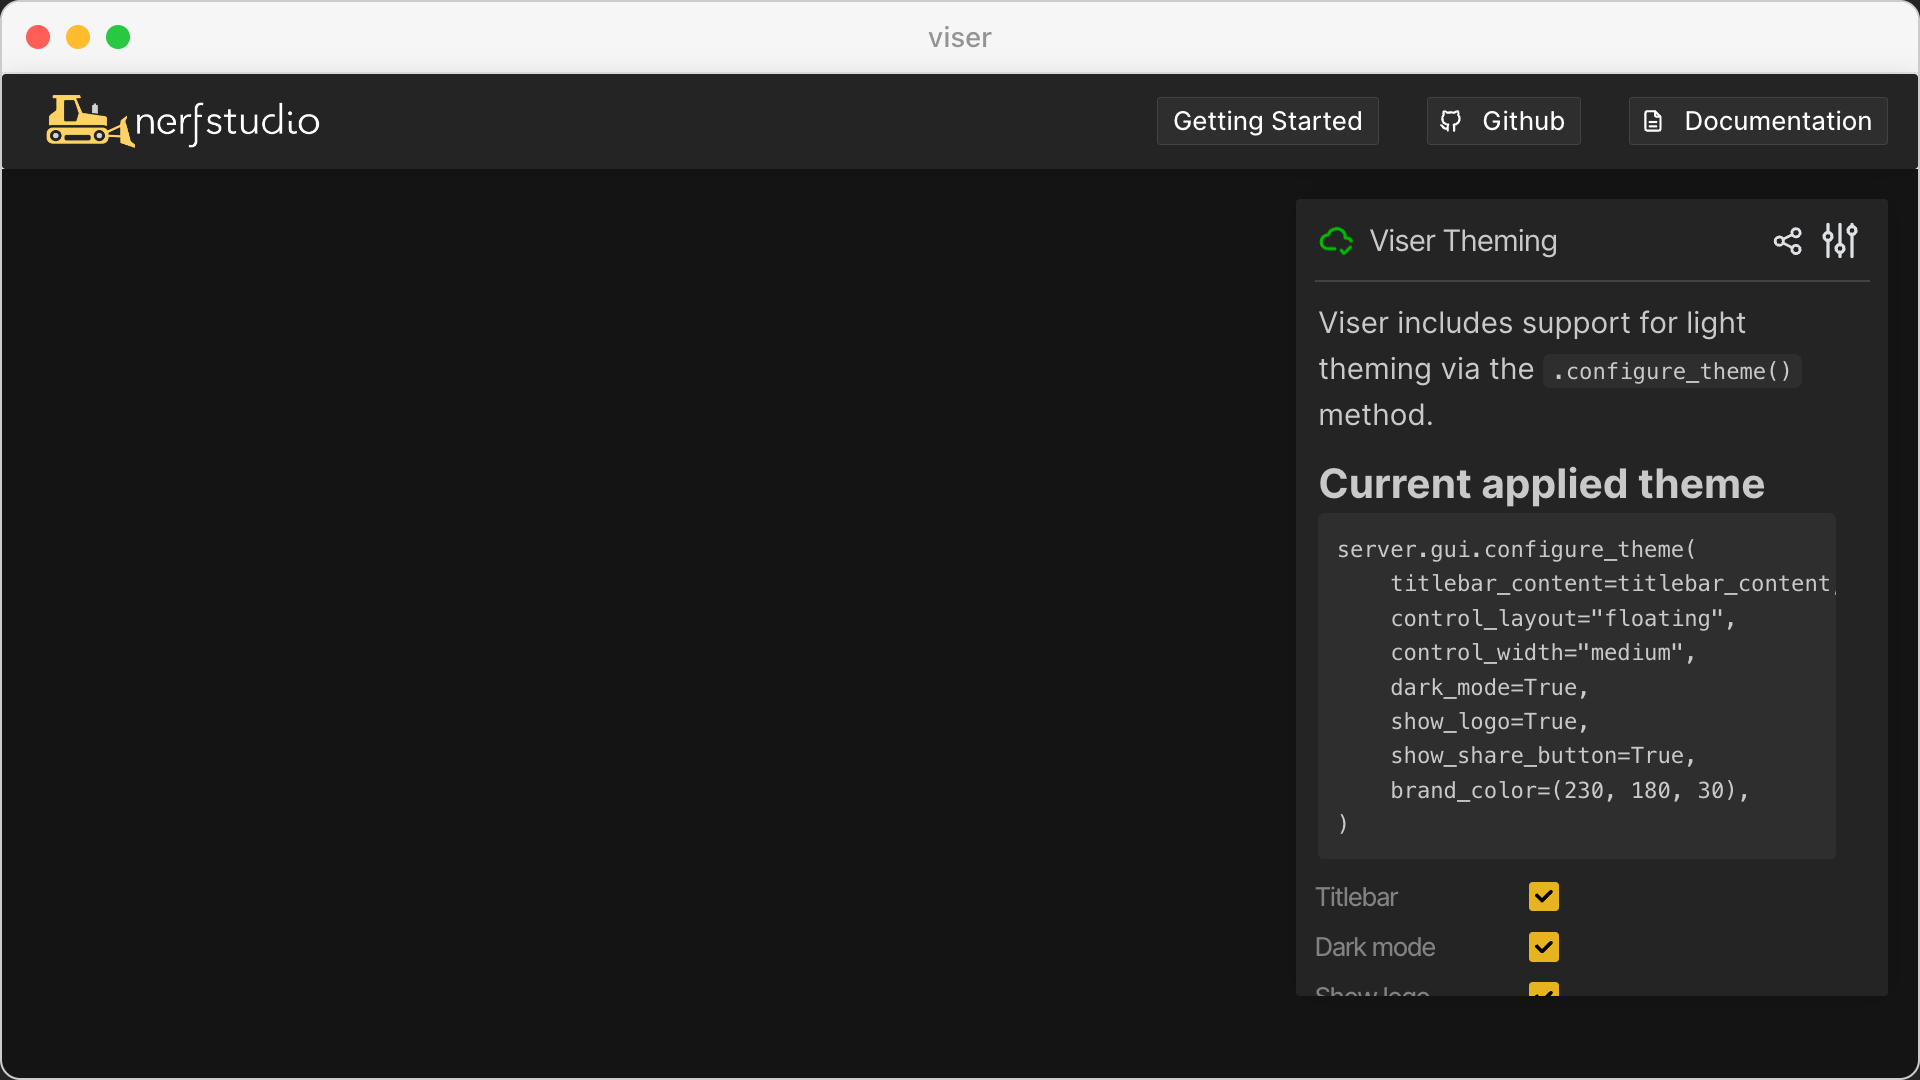 viser
nerfstudio
Getting Started
Github
Documentation
Viser Theming
Viser includes support for light
theming via the .configure_theme()
method.
Current applied theme
server.gui.configure_theme(
    titlebar_content=titlebar_content,
    control_layout="floating",
    control_width="medium",
    dark_mode=True,
    show_logo=True,
    show_share_button=True,
    brand_color=(230, 180, 30),
)
Titlebar
Dark mode
Show logo